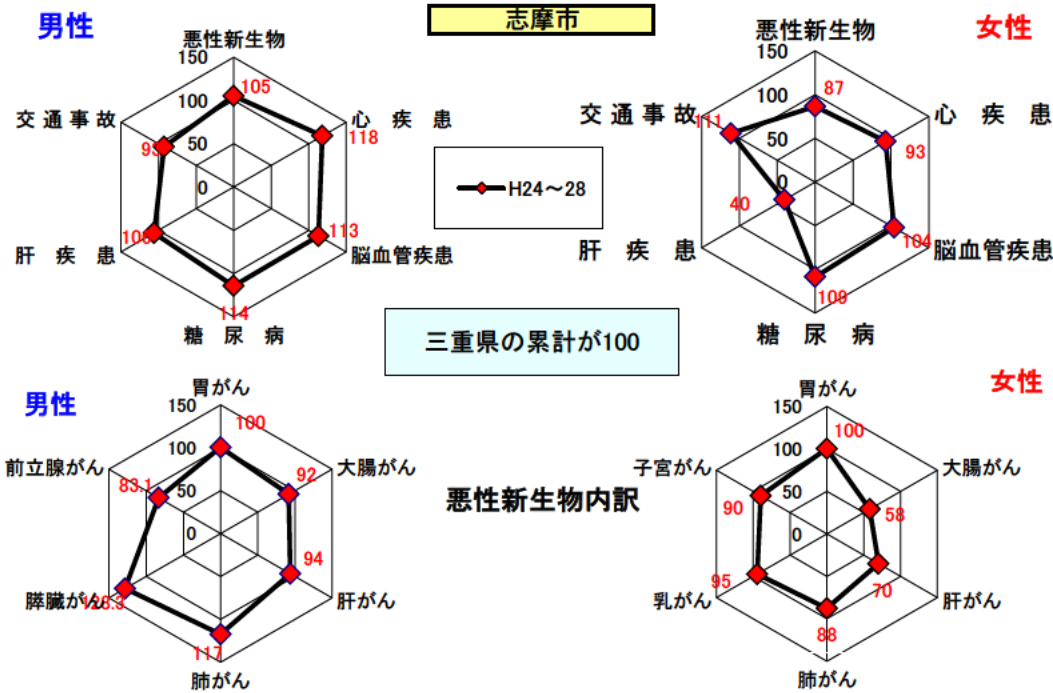 志摩市
男性
悪性新生物
150
100
50
0
105
心疾患
118
脳血管疾患
113
糖尿病
114
肝疾患
交通事故
女性
悪性新生物
150
100
50
0
87
心疾患
93
脳血管疾患
104
糖尿病
109
肝疾患
40
交通事故
111
H24～28
三重県の累計が100
男性
胃がん
150
100
50
0
100
大腸がん
92
肝がん
94
肺がん
117
膵臓がん
128.3
前立腺がん
83.1
悪性新生物内訳
女性
胃がん
150
100
50
0
100
大腸がん
58
肝がん
70
肺がん
88
乳がん
95
子宮がん
90